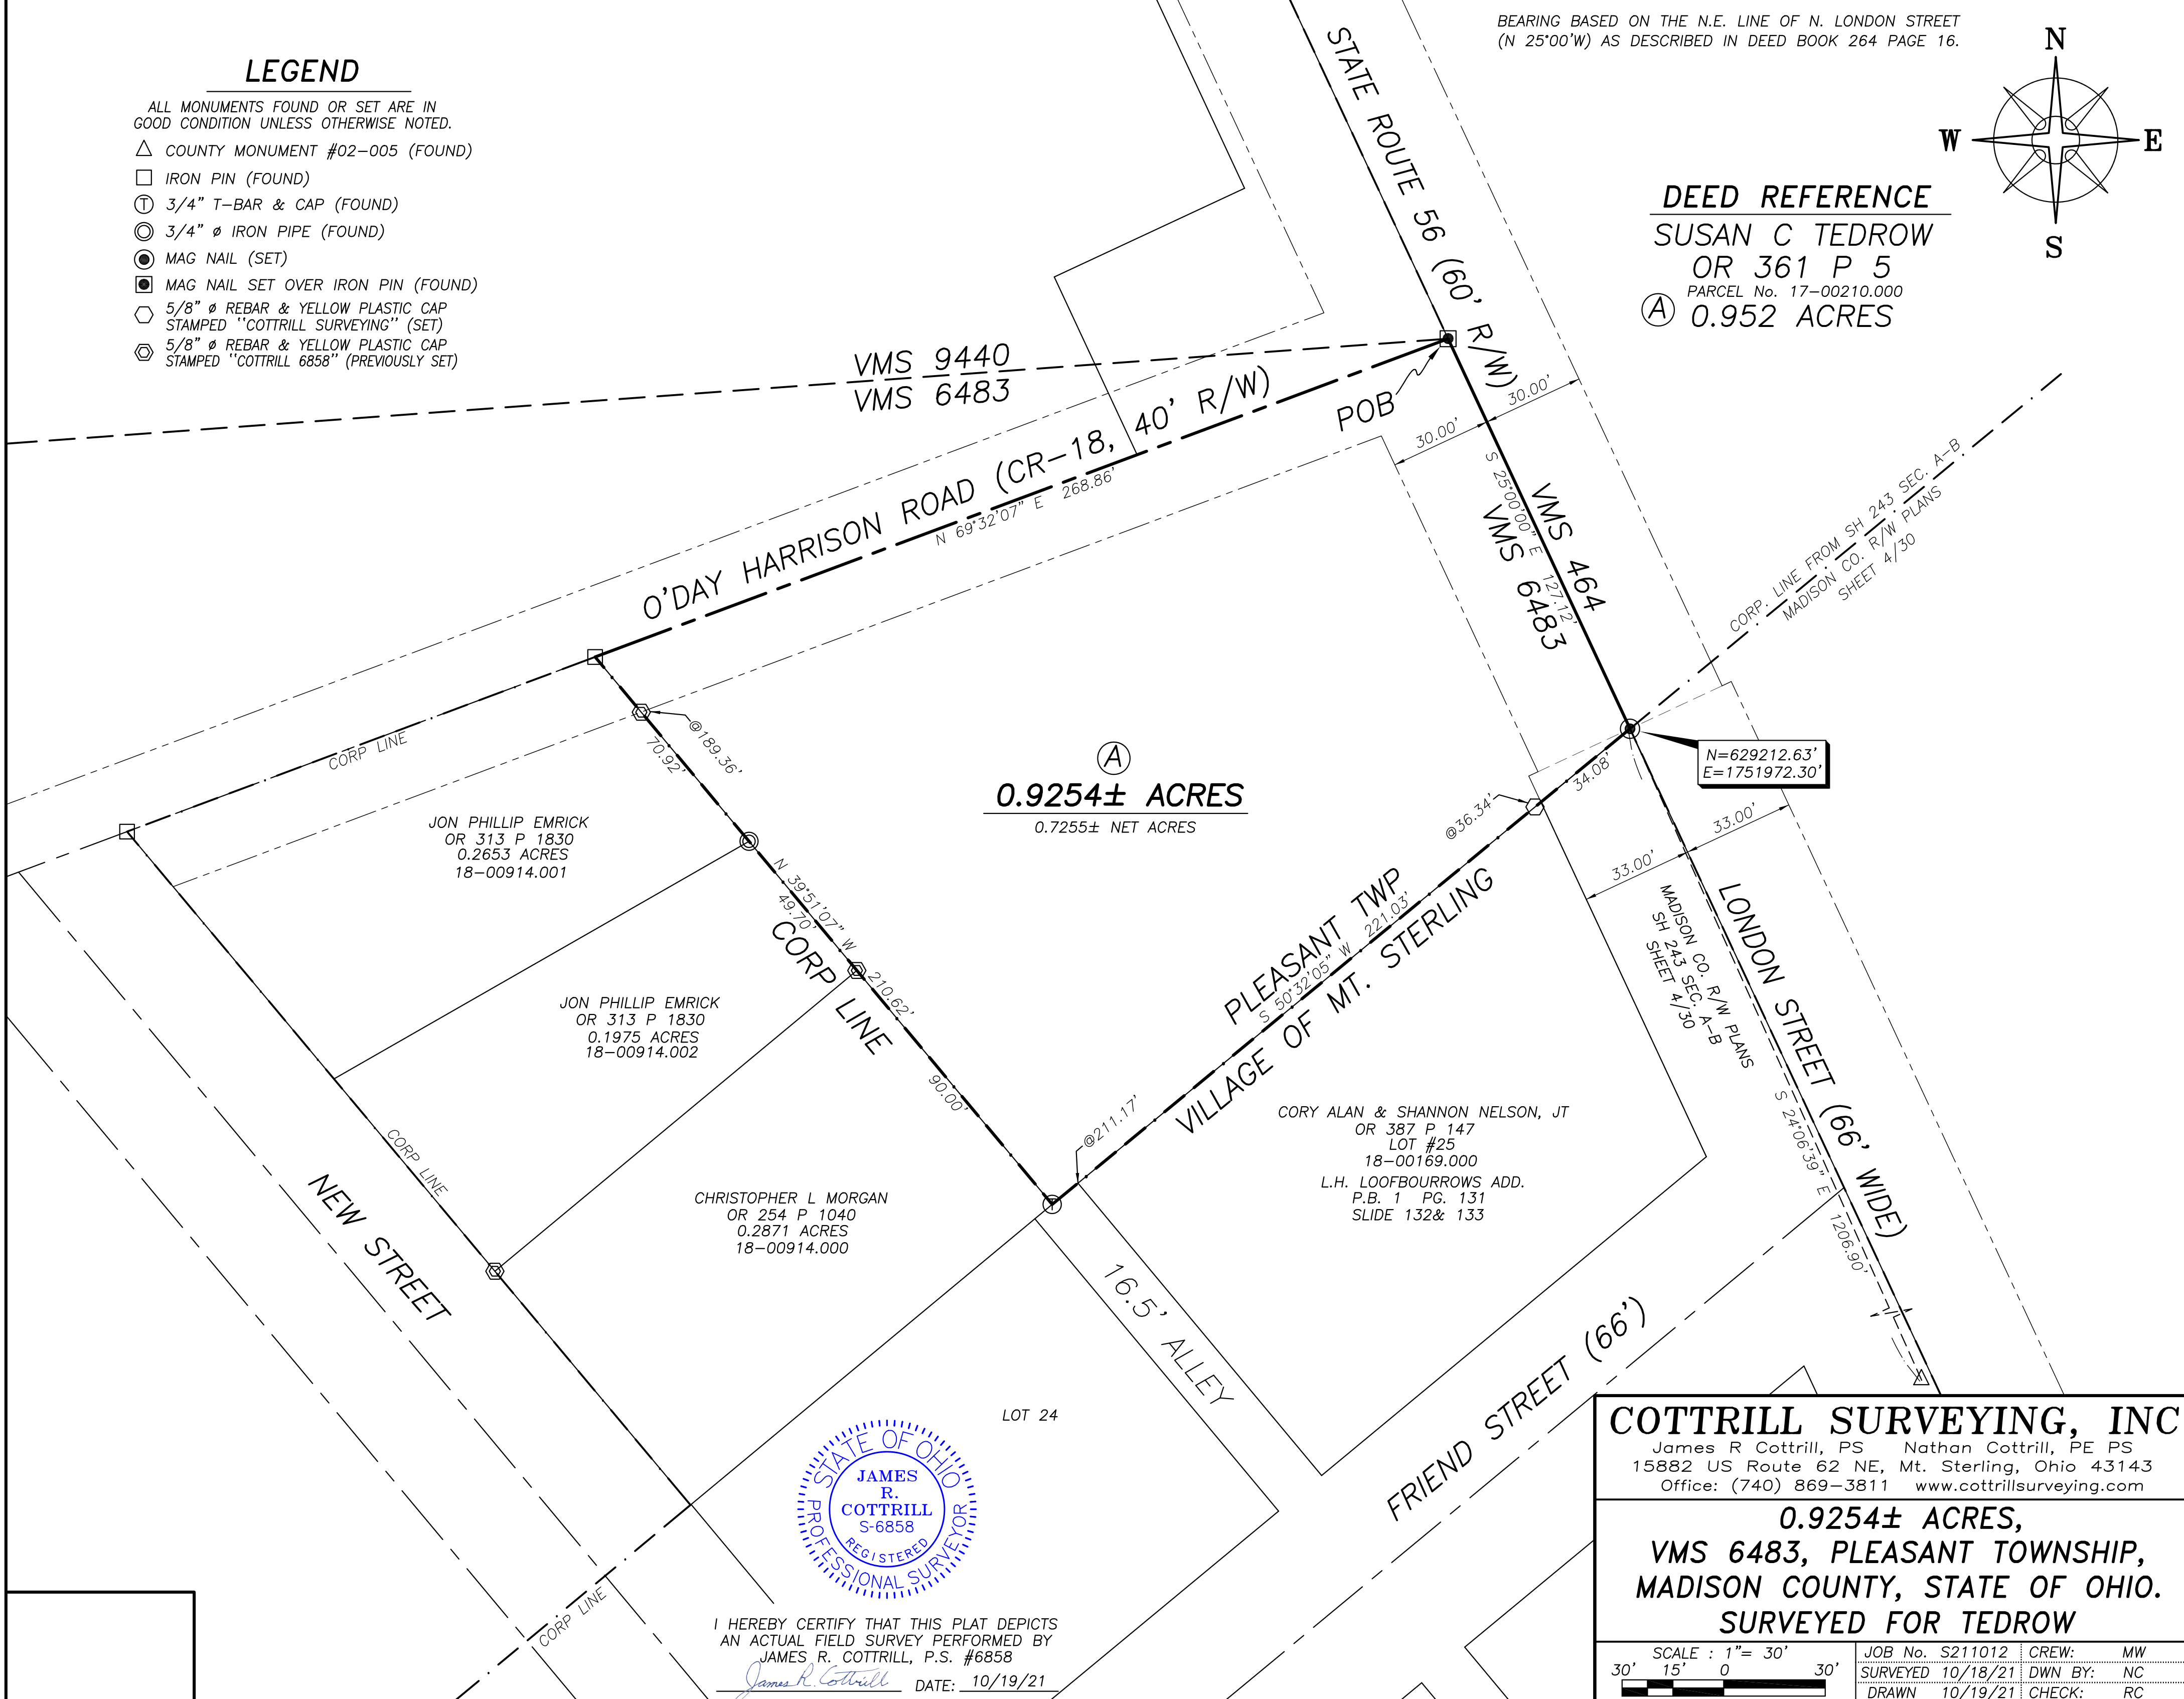 BEARING BASED ON THE N.E. LINE OF N. LONDON STREET
(N 25°00'W) AS DESCRIBED IN DEED BOOK 264 PAGE 16.
N
W
E
S
LEGEND
ALL MONUMENTS FOUND OR SET ARE IN
GOOD CONDITION UNLESS OTHERWISE NOTED.
COUNTY MONUMENT #02-005 (FOUND)
IRON PIN (FOUND)
T 3/4" T-BAR & CAP (FOUND)
3/4" ø IRON PIPE (FOUND)
MAG NAIL (SET)
MAG NAIL SET OVER IRON PIN (FOUND)
5/8" ø REBAR & YELLOW PLASTIC CAP
STAMPED "COTTRILL SURVEYING" (SET)
5/8" ø REBAR & YELLOW PLASTIC CAP
STAMPED "COTTRILL 6858" (PREVIOUSLY SET)
DEED REFERENCE
SUSAN C TEDROW
OR 361 P 5
PARCEL No. 17-00210.000
A 0.952 ACRES
STATE ROUTE 56 (60' R/W)
VMS 9440
VMS 6483
O'DAY HARRISON ROAD (CR-18, 40' R/W)
N 69°32'07" E 268.86'
POB
30.00'
30.00'
S 25°00'00" E 127.12'
VMS 464
VMS 6483
CORP. LINE FROM SH 243 SEC. A-B
MADISON CO. R/W PLANS
SHEET 4/30
CORP LINE
70.92'
@189.36'
A
0.9254± ACRES
0.7255± NET ACRES
N=629212.63'
E=1751972.30'
34.08'
@36.34'
33.00'
33.00'
JON PHILLIP EMRICK
OR 313 P 1830
0.2653 ACRES
18-00914.001
N 39°51'07" W 210.62'
49.70'
CORP LINE
90.00'
PLEASANT TWP
S 50°32'05" W 221.03'
VILLAGE OF MT. STERLING
MADISON CO. R/W PLANS
SH 243 SEC. A-B
SHEET 4/30
LONDON STREET (66' WIDE)
S 24°06'39" E 1206.90'
JON PHILLIP EMRICK
OR 313 P 1830
0.1975 ACRES
18-00914.002
CORP LINE
NEW STREET
@211.17'
CORY ALAN & SHANNON NELSON, JT
OR 387 P 147
LOT #25
18-00169.000
L.H. LOOFBOURROWS ADD.
P.B. 1 PG. 131
SLIDE 132& 133
CHRISTOPHER L MORGAN
OR 254 P 1040
0.2871 ACRES
18-00914.000
T
16.5' ALLEY
FRIEND STREET (66')
LOT 24
STATE OF OHIO
JAMES
R.
COTTRILL
S-6858
REGISTERED
PROFESSIONAL SURVEYOR
CORP LINE
I HEREBY CERTIFY THAT THIS PLAT DEPICTS
AN ACTUAL FIELD SURVEY PERFORMED BY
JAMES R. COTTRILL, P.S. #6858
James R. Cottrill DATE: 10/19/21
COTTRILL SURVEYING, INC
James R Cottrill, PS Nathan Cottrill, PE PS
15882 US Route 62 NE, Mt. Sterling, Ohio 43143
Office: (740) 869-3811 www.cottrillsurveying.com
0.9254± ACRES,
VMS 6483, PLEASANT TOWNSHIP,
MADISON COUNTY, STATE OF OHIO.
SURVEYED FOR TEDROW
SCALE : 1"= 30'
30' 15' 0 30'
JOB No. S211012 CREW: MW
SURVEYED 10/18/21 DWN BY: NC
DRAWN 10/19/21 CHECK: RC